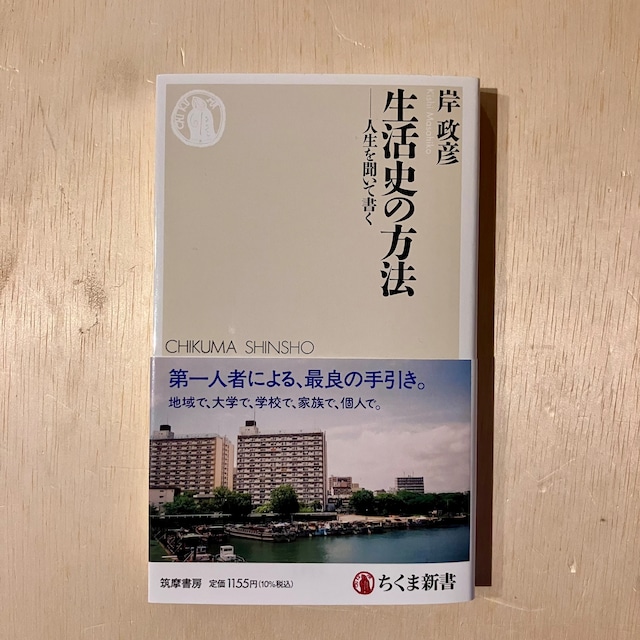 岸 政彦
Kishi Masahiko
生活史の方法
──人生を聞いて書く
CHIKUMA SHINSHO
第一人者による、最良の手引き。
地域で、大学で、学校で、家族で、個人で。
筑摩書房 定価1155円(10%税込)
ちくま新書